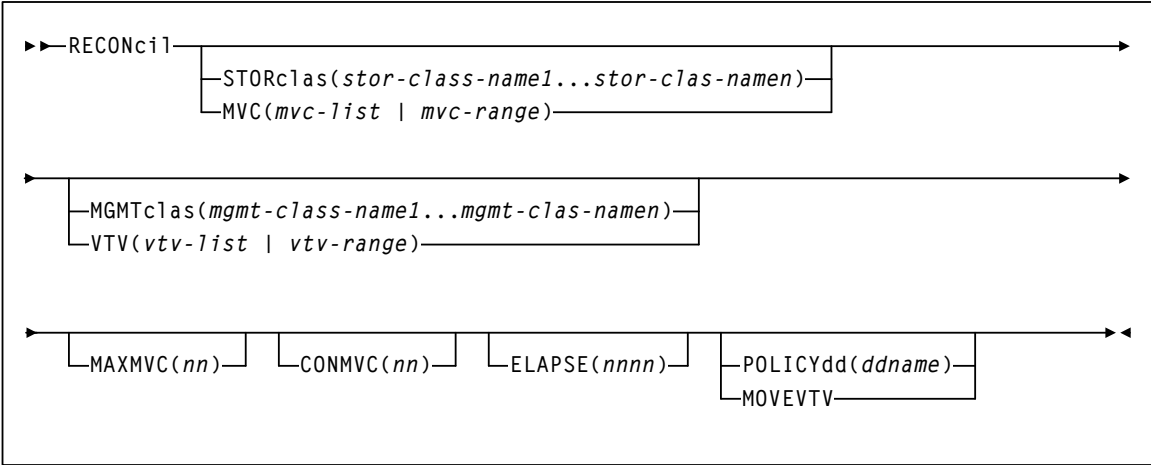 RECONcil
STORclas(stor-class-name1...stor-clas-namen)
MVC(mvc-list | mvc-range)
MGMTclas(mgmt-class-name1...mgmt-clas-namen)
VTV(vtv-list | vtv-range)
MAXMVC(nn) CONMVC(nn) ELAPSE(nnnn) POLICYdd(ddname)
MOVEVTV